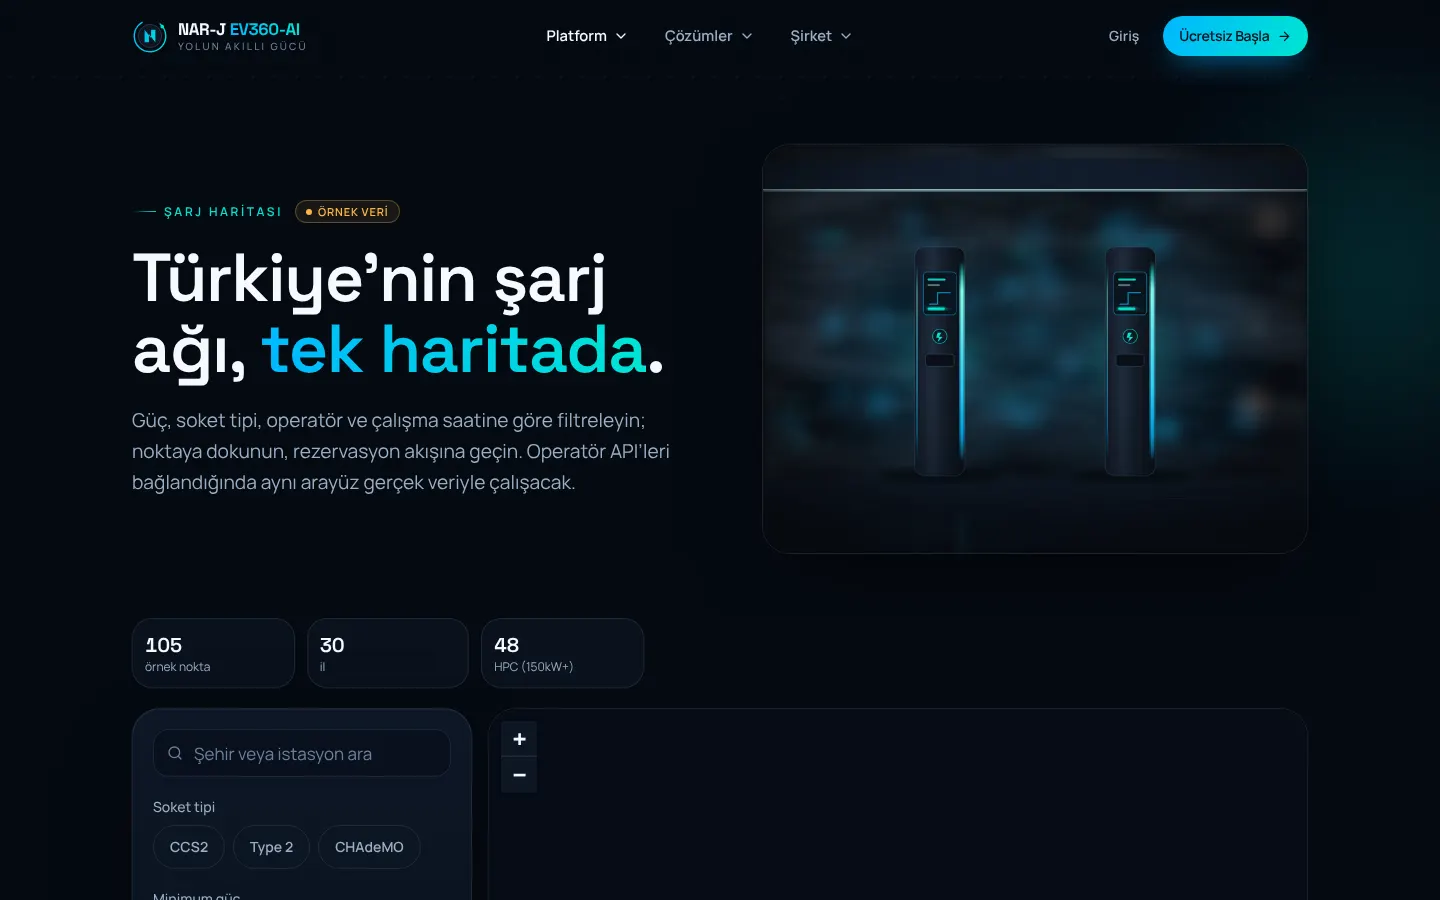 NAR-J EV360-AI
YOLUN AKILLI GÜCÜ
Platform
Çözümler
Şirket
Giriş
Ücretsiz Başla
ŞARJ HARİTASI
ÖRNEK VERİ
Türkiye’nin şarj
ağı, tek haritada.
Güç, soket tipi, operatör ve çalışma saatine göre filtreleyin;
noktaya dokunun, rezervasyon akışına geçin. Operatör API’leri
bağlandığında aynı arayüz gerçek veriyle çalışacak.
105
örnek nokta
30
il
48
HPC (150kW+)
Şehir veya istasyon ara
+
−
Soket tipi
CCS2
Type 2
CHAdeMO
Minimum güç